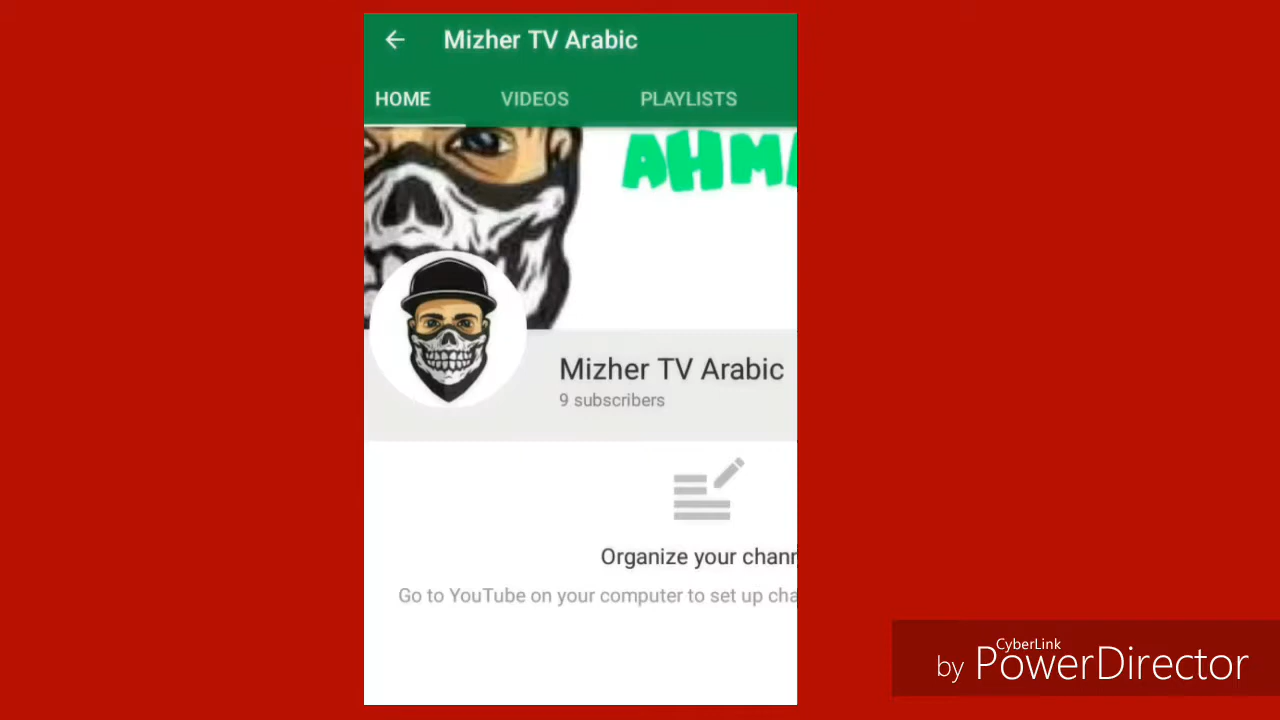 Mizher TV Arabic
HOME VIDEOS PLAYLISTS
Mizher TV Arabic
9 subscribers
Organize your chan
Go to YouTube on your computer to set up cha
CyberLink
by PowerDirector